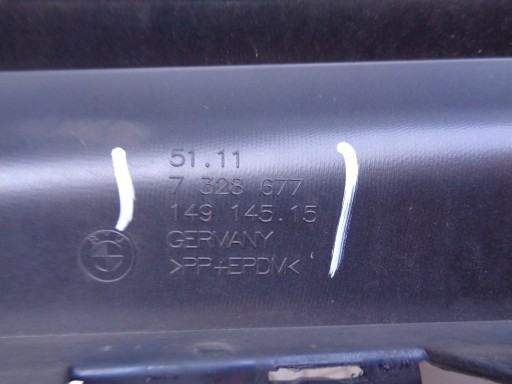 51.11
7 328 677
149 145.15
GERMANY
>PP+EPDM<